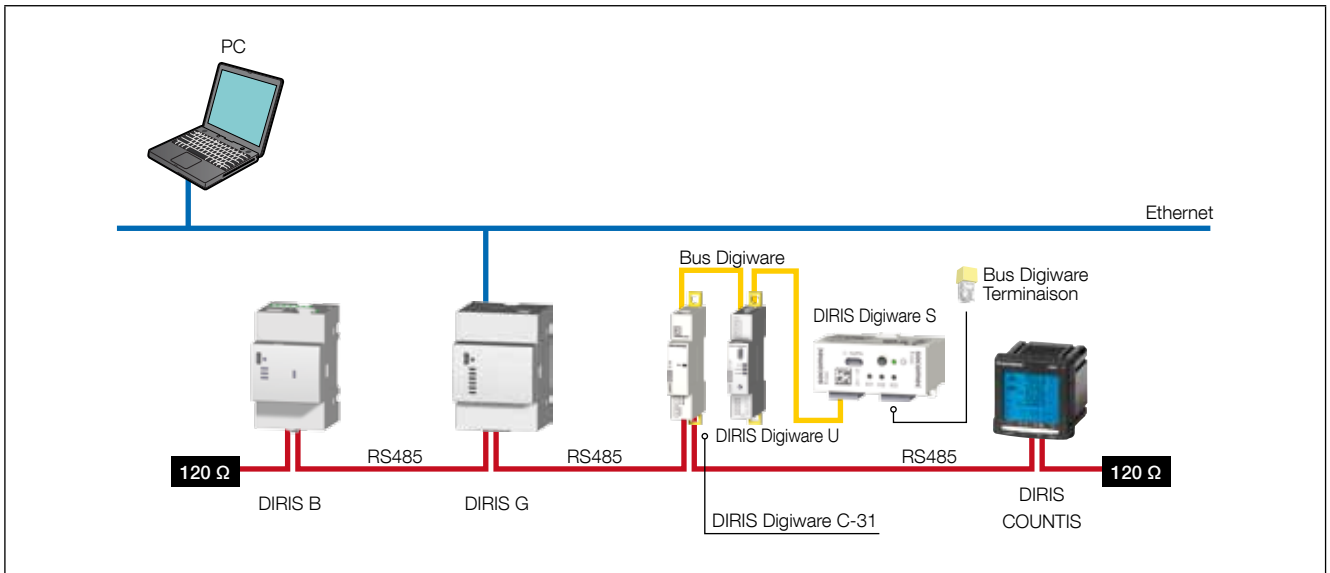 PC
Ethernet
Bus Digiware
Bus Digiware
Terminaison
DIRIS Digiware S
DIRIS Digiware U
RS485
RS485
RS485
120 Ω
120 Ω
DIRIS B
DIRIS G
DIRIS
COUNTIS
DIRIS Digiware C-31